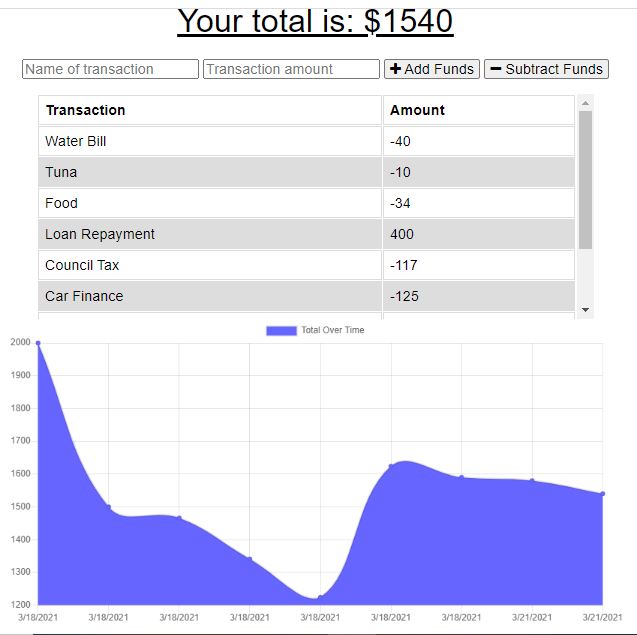 Your total is: $1540
Name of transaction Transaction amount + Add Funds − Subtract Funds
Transaction Amount
Water Bill -40
Tuna -10
Food -34
Loan Repayment 400
Council Tax -117
Car Finance -125
Total Over Time
2000
1900
1800
1700
1600
1500
1400
1300
1200
3/18/2021 3/18/2021 3/18/2021 3/18/2021 3/18/2021 3/18/2021 3/18/2021 3/21/2021 3/21/2021